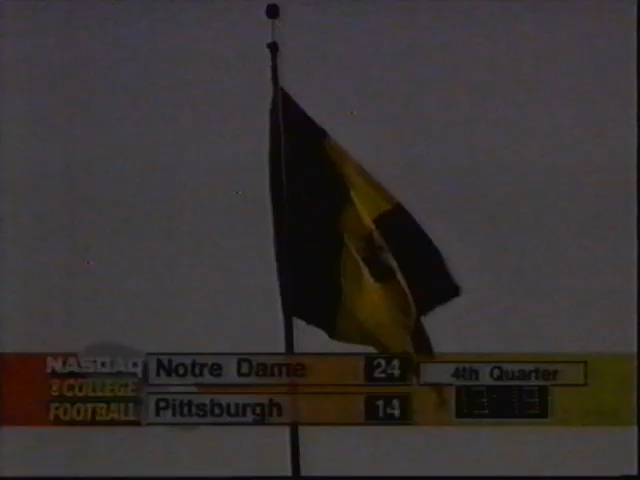 NASDAQ
COLLEGE
FOOTBALL
Notre Dame 24
Pittsburgh 14
4th Quarter